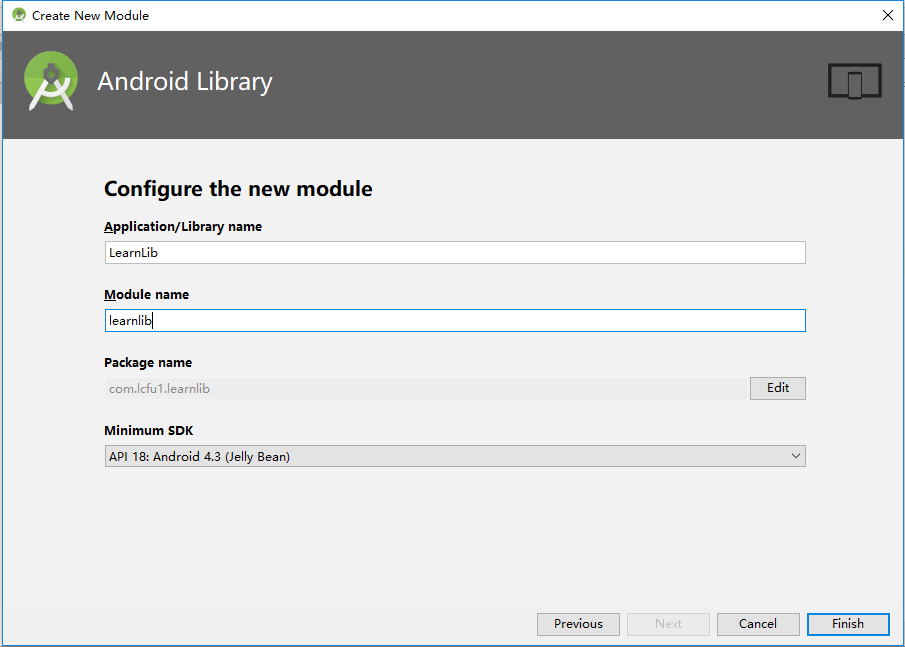 Create New Module
Android Library
Configure the new module
Application/Library name
LearnLib
Module name
learnlib
Package name
com.lcfu1.learnlib
Edit
Minimum SDK
API 18: Android 4.3 (Jelly Bean)
Previous
Next
Cancel
Finish